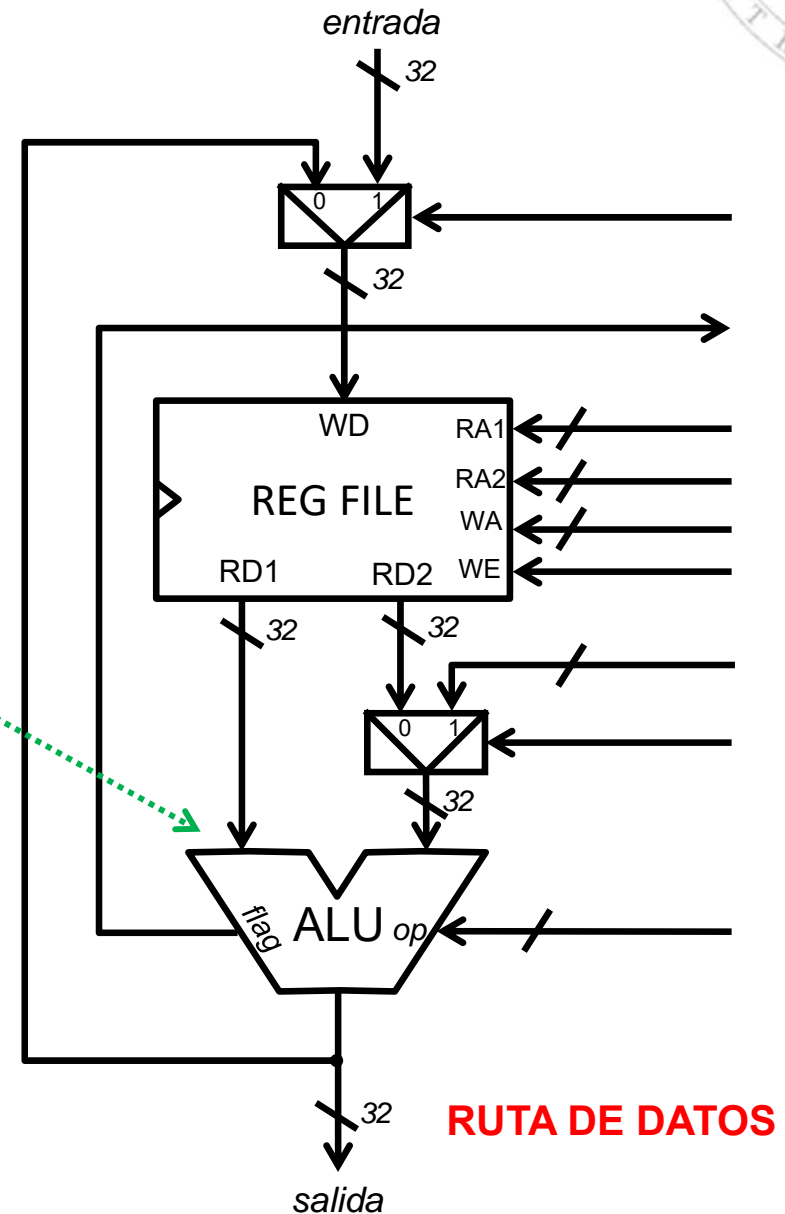 entrada
32
0 1
32
WD
RA1
RA2
REG FILE
WA
WE
RD1 RD2
32 32
0 1
32
flag ALU op
32
RUTA DE DATOS
salida